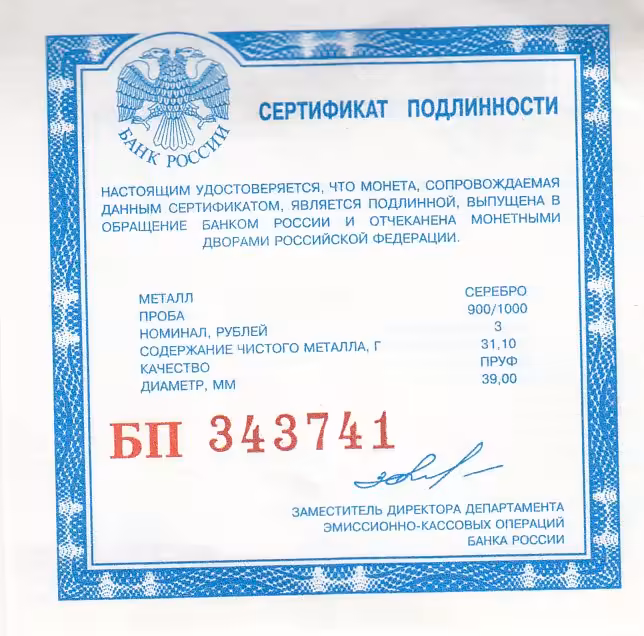 БАНК РОССИИ
СЕРТИФИКАТ ПОДЛИННОСТИ
НАСТОЯЩИМ УДОСТОВЕРЯЕТСЯ, ЧТО МОНЕТА, СОПРОВОЖДАЕМАЯ
ДАННЫМ СЕРТИФИКАТОМ, ЯВЛЯЕТСЯ ПОДЛИННОЙ, ВЫПУЩЕНА В
ОБРАЩЕНИЕ БАНКОМ РОССИИ И ОТЧЕКАНЕНА МОНЕТНЫМИ
ДВОРАМИ РОССИЙСКОЙ ФЕДЕРАЦИИ.
МЕТАЛЛ СЕРЕБРО
ПРОБА 900/1000
НОМИНАЛ, РУБЛЕЙ 3
СОДЕРЖАНИЕ ЧИСТОГО МЕТАЛЛА, Г 31,10
КАЧЕСТВО ПРУФ
ДИАМЕТР, ММ 39,00
БП 343741
ЗАМЕСТИТЕЛЬ ДИРЕКТОРА ДЕПАРТАМЕНТА
ЭМИССИОННО-КАССОВЫХ ОПЕРАЦИЙ
БАНКА РОССИИ